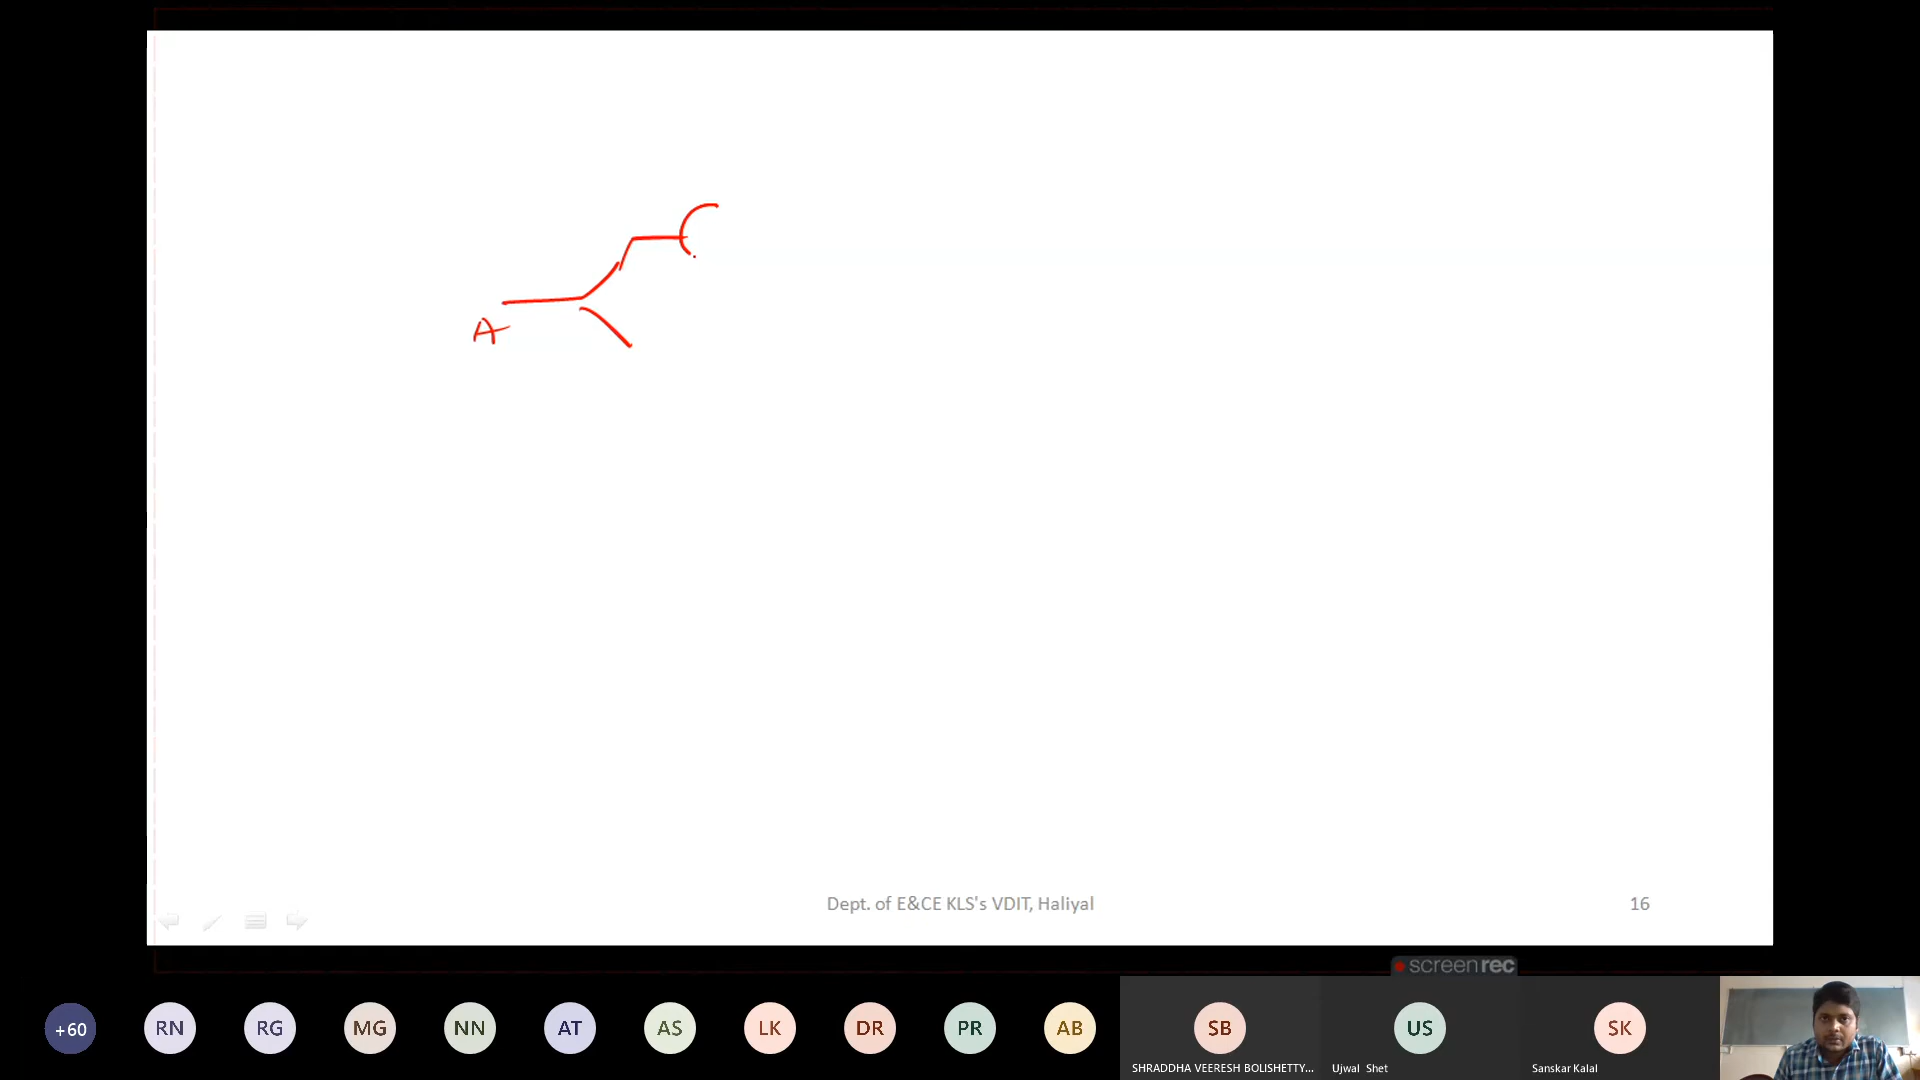 A
Dept. of E&CE KLS's VDIT, Haliyal
16
screenrec
+60
RN
RG
MG
NN
AT
AS
LK
DR
PR
AB
SB
US
SK
SHRADDHA VEERESH BOLISHETTY...
Ujwal Shet
Sanskar Kalal